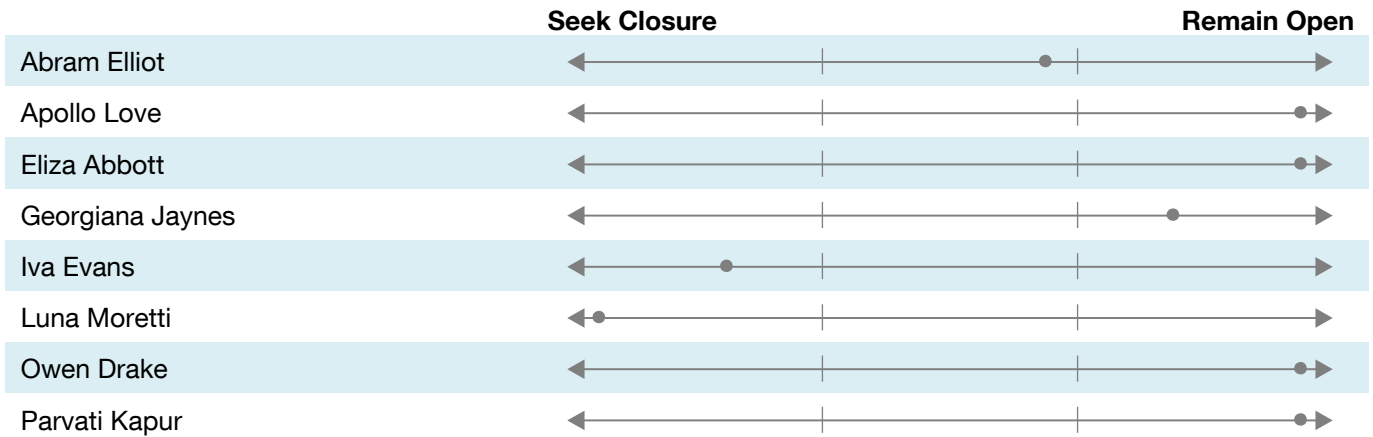 Seek Closure Remain Open
Abram Elliot
Apollo Love
Eliza Abbott
Georgiana Jaynes
Iva Evans
Luna Moretti
Owen Drake
Parvati Kapur